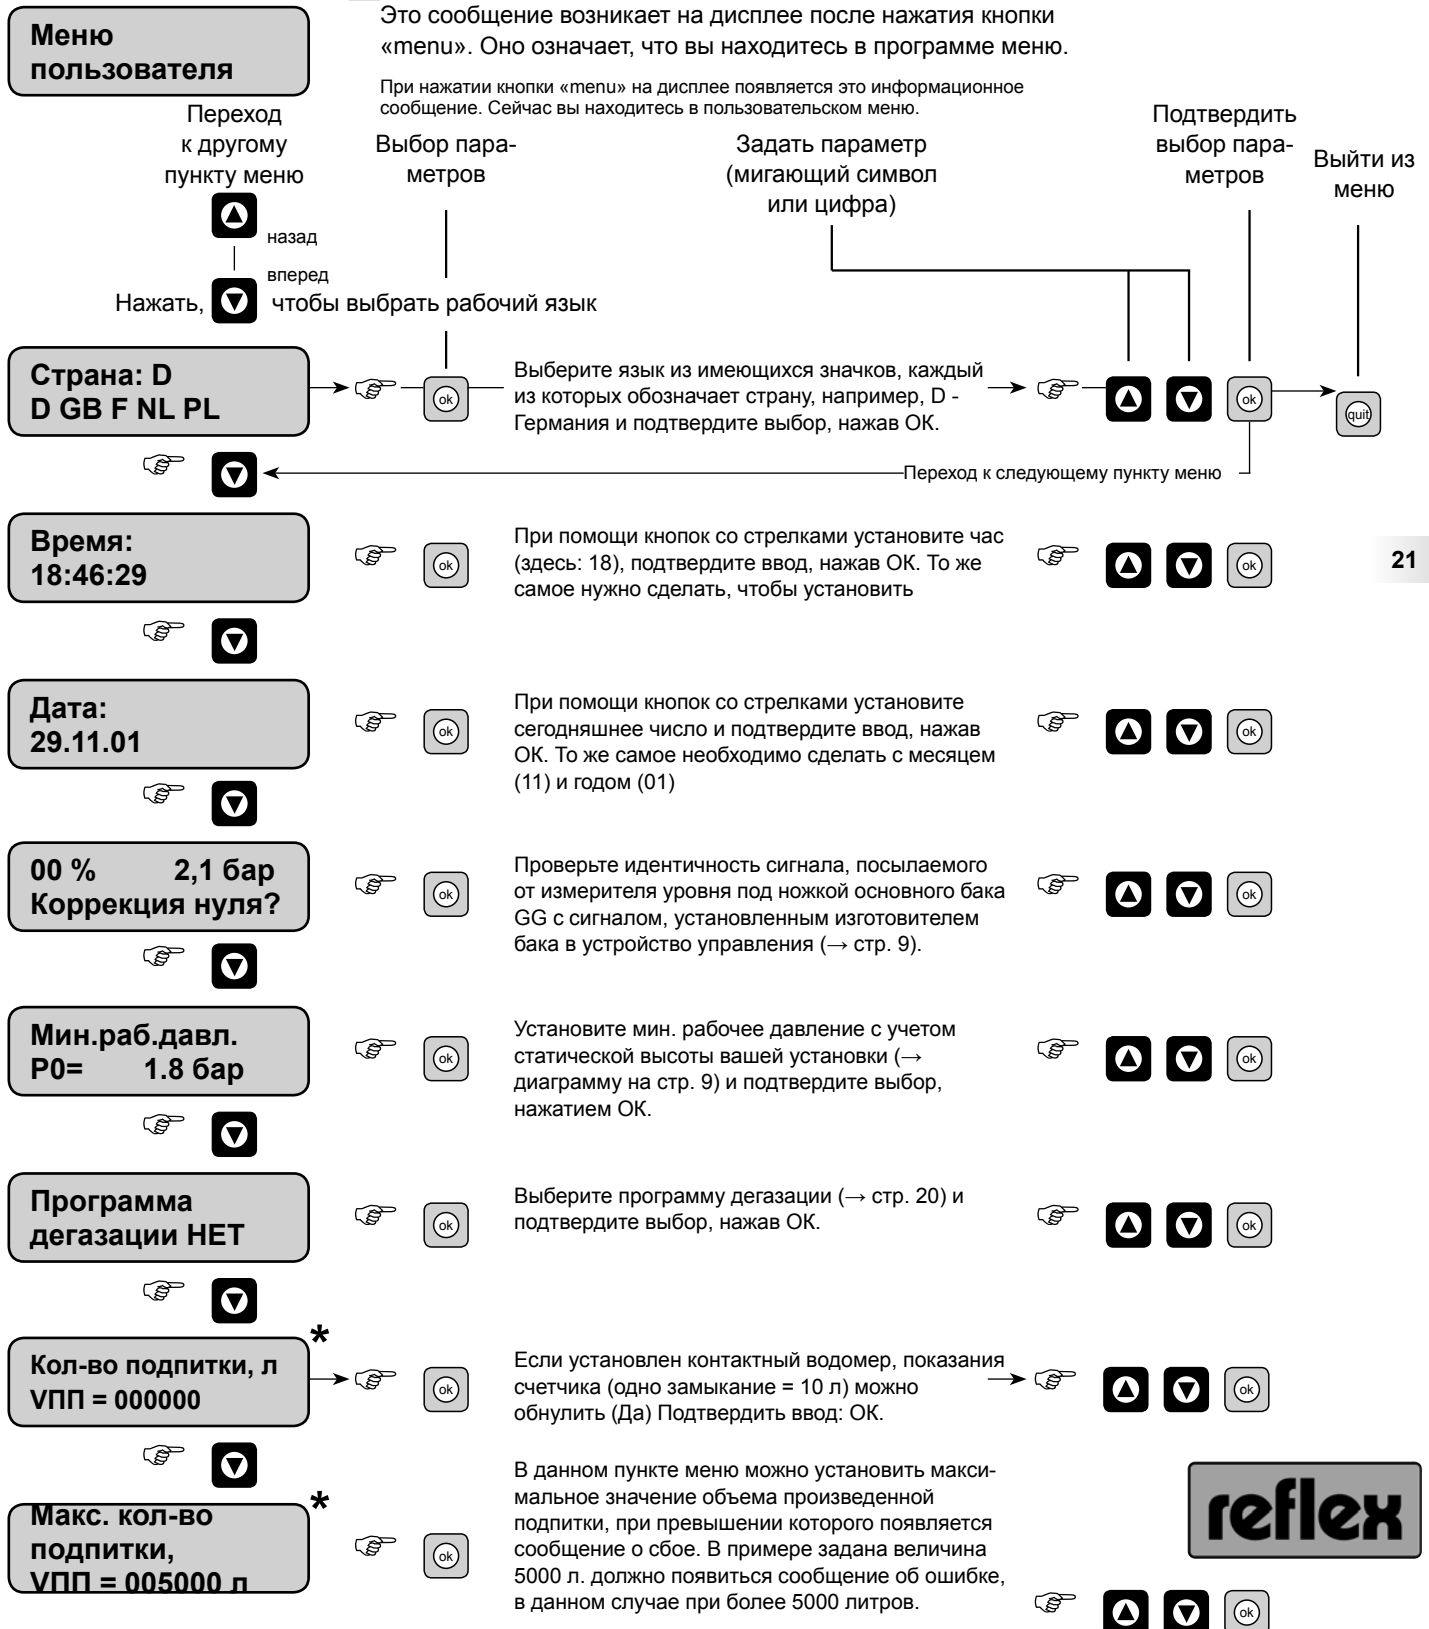 Меню
пользователя
Это сообщение возникает на дисплее после нажатия кнопки
«menu». Оно означает, что вы находитесь в программе меню.
При нажатии кнопки «menu» на дисплее появляется это информационное
сообщение. Сейчас вы находитесь в пользовательском меню.
Переход
к другому
пункту меню
Выбор пара-
метров
Задать параметр
(мигающий символ
или цифра)
Подтвердить
выбор пара-
метров
Выйти из
меню
назад
вперед
Нажать, чтобы выбрать рабочий язык
Страна: D
D GB F NL PL
ok
Выберите язык из имеющихся значков, каждый
из которых обозначает страну, например, D -
Германия и подтвердите выбор, нажав ОК.
ok
quit
Переход к следующему пункту меню
Время:
18:46:29
ok
При помощи кнопок со стрелками установите час
(здесь: 18), подтвердите ввод, нажав ОК. То же
самое нужно сделать, чтобы установить
ok
21
Дата:
29.11.01
ok
При помощи кнопок со стрелками установите
сегодняшнее число и подтвердите ввод, нажав
ОК. То же самое необходимо сделать с месяцем
(11) и годом (01)
ok
00 % 2,1 бар
Коррекция нуля?
ok
Проверьте идентичность сигнала, посылаемого
от измерителя уровня под ножкой основного бака
GG с сигналом, установленным изготовителем
бака в устройство управления (→ стр. 9).
ok
Мин.раб.давл.
P0= 1.8 бар
ok
Установите мин. рабочее давление с учетом
статической высоты вашей установки (→
диаграмму на стр. 9) и подтвердите выбор,
нажатием ОК.
ok
Программа
дегазации НЕТ
ok
Выберите программу дегазации (→ стр. 20) и
подтвердите выбор, нажав ОК.
ok
Кол-во подпитки, л
VПП = 000000
*
ok
Если установлен контактный водомер, показания
счетчика (одно замыкание = 10 л) можно
обнулить (Да) Подтвердить ввод: ОК.
ok
Макс. кол-во
подпитки,
VПП = 005000 л
*
ok
В данном пункте меню можно установить макси-
мальное значение объема произведенной
подпитки, при превышении которого появляется
сообщение о сбое. В примере задана величина
5000 л. должно появиться сообщение об ошибке,
в данном случае при более 5000 литров.
reflex
ok